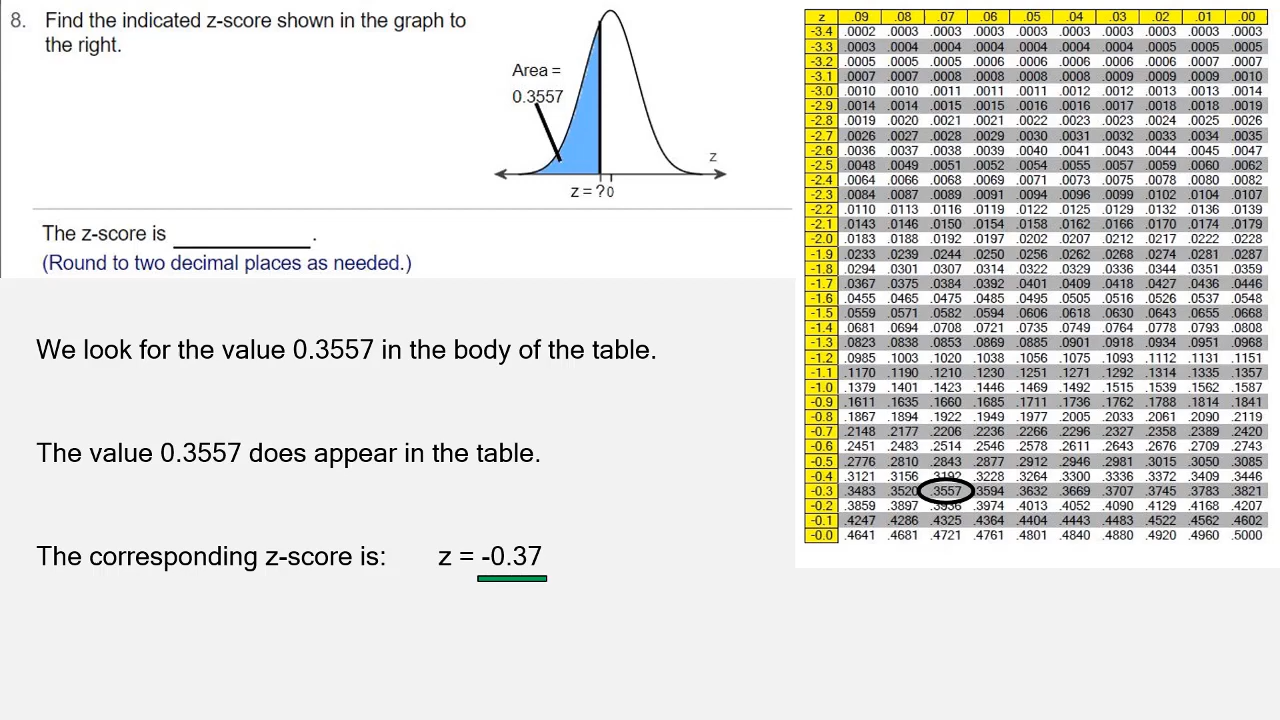 8. Find the indicated z-score shown in the graph to
the right.
Area =
0.3557
z
z = ? 0
The z-score is ____________.
(Round to two decimal places as needed.)
We look for the value 0.3557 in the body of the table.
The value 0.3557 does appear in the table.
The corresponding z-score is: z = -0.37
z .09 .08 .07 .06 .05 .04 .03 .02 .01 .00
-3.4 .0002 .0003 .0003 .0003 .0003 .0003 .0003 .0003 .0003 .0003
-3.3 .0003 .0004 .0004 .0004 .0004 .0004 .0004 .0005 .0005 .0005
-3.2 .0005 .0005 .0005 .0006 .0006 .0006 .0006 .0006 .0007 .0007
-3.1 .0007 .0007 .0008 .0008 .0008 .0008 .0009 .0009 .0009 .0010
-3.0 .0010 .0010 .0011 .0011 .0011 .0012 .0012 .0013 .0013 .0014
-2.9 .0014 .0014 .0015 .0015 .0016 .0016 .0017 .0018 .0018 .0019
-2.8 .0019 .0020 .0021 .0021 .0022 .0023 .0023 .0024 .0025 .0026
-2.7 .0026 .0027 .0028 .0029 .0030 .0031 .0032 .0033 .0034 .0035
-2.6 .0036 .0037 .0038 .0039 .0040 .0041 .0043 .0044 .0045 .0047
-2.5 .0048 .0049 .0051 .0052 .0054 .0055 .0057 .0059 .0060 .0062
-2.4 .0064 .0066 .0068 .0069 .0071 .0073 .0075 .0078 .0080 .0082
-2.3 .0084 .0087 .0089 .0091 .0094 .0096 .0099 .0102 .0104 .0107
-2.2 .0110 .0113 .0116 .0119 .0122 .0125 .0129 .0132 .0136 .0139
-2.1 .0143 .0146 .0150 .0154 .0158 .0162 .0166 .0170 .0174 .0179
-2.0 .0183 .0188 .0192 .0197 .0202 .0207 .0212 .0217 .0222 .0228
-1.9 .0233 .0239 .0244 .0250 .0256 .0262 .0268 .0274 .0281 .0287
-1.8 .0294 .0301 .0307 .0314 .0322 .0329 .0336 .0344 .0351 .0359
-1.7 .0367 .0375 .0384 .0392 .0401 .0409 .0418 .0427 .0436 .0446
-1.6 .0455 .0465 .0475 .0485 .0495 .0505 .0516 .0526 .0537 .0548
-1.5 .0559 .0571 .0582 .0594 .0606 .0618 .0630 .0643 .0655 .0668
-1.4 .0681 .0694 .0708 .0721 .0735 .0749 .0764 .0778 .0793 .0808
-1.3 .0823 .0838 .0853 .0869 .0885 .0901 .0918 .0934 .0951 .0968
-1.2 .0985 .1003 .1020 .1038 .1056 .1075 .1093 .1112 .1131 .1151
-1.1 .1170 .1190 .1210 .1230 .1251 .1271 .1292 .1314 .1335 .1357
-1.0 .1379 .1401 .1423 .1446 .1469 .1492 .1515 .1539 .1562 .1587
-0.9 .1611 .1635 .1660 .1685 .1711 .1736 .1762 .1788 .1814 .1841
-0.8 .1867 .1894 .1922 .1949 .1977 .2005 .2033 .2061 .2090 .2119
-0.7 .2148 .2177 .2206 .2236 .2266 .2296 .2327 .2358 .2389 .2420
-0.6 .2451 .2483 .2514 .2546 .2578 .2611 .2643 .2676 .2709 .2743
-0.5 .2776 .2810 .2843 .2877 .2912 .2946 .2981 .3015 .3050 .3085
-0.4 .3121 .3156 .3192 .3228 .3264 .3300 .3336 .3372 .3409 .3446
-0.3 .3483 .3520 .3557 .3594 .3632 .3669 .3707 .3745 .3783 .3821
-0.2 .3859 .3897 .3936 .3974 .4013 .4052 .4090 .4129 .4168 .4207
-0.1 .4247 .4286 .4325 .4364 .4404 .4443 .4483 .4522 .4562 .4602
-0.0 .4641 .4681 .4721 .4761 .4801 .4840 .4880 .4920 .4960 .5000